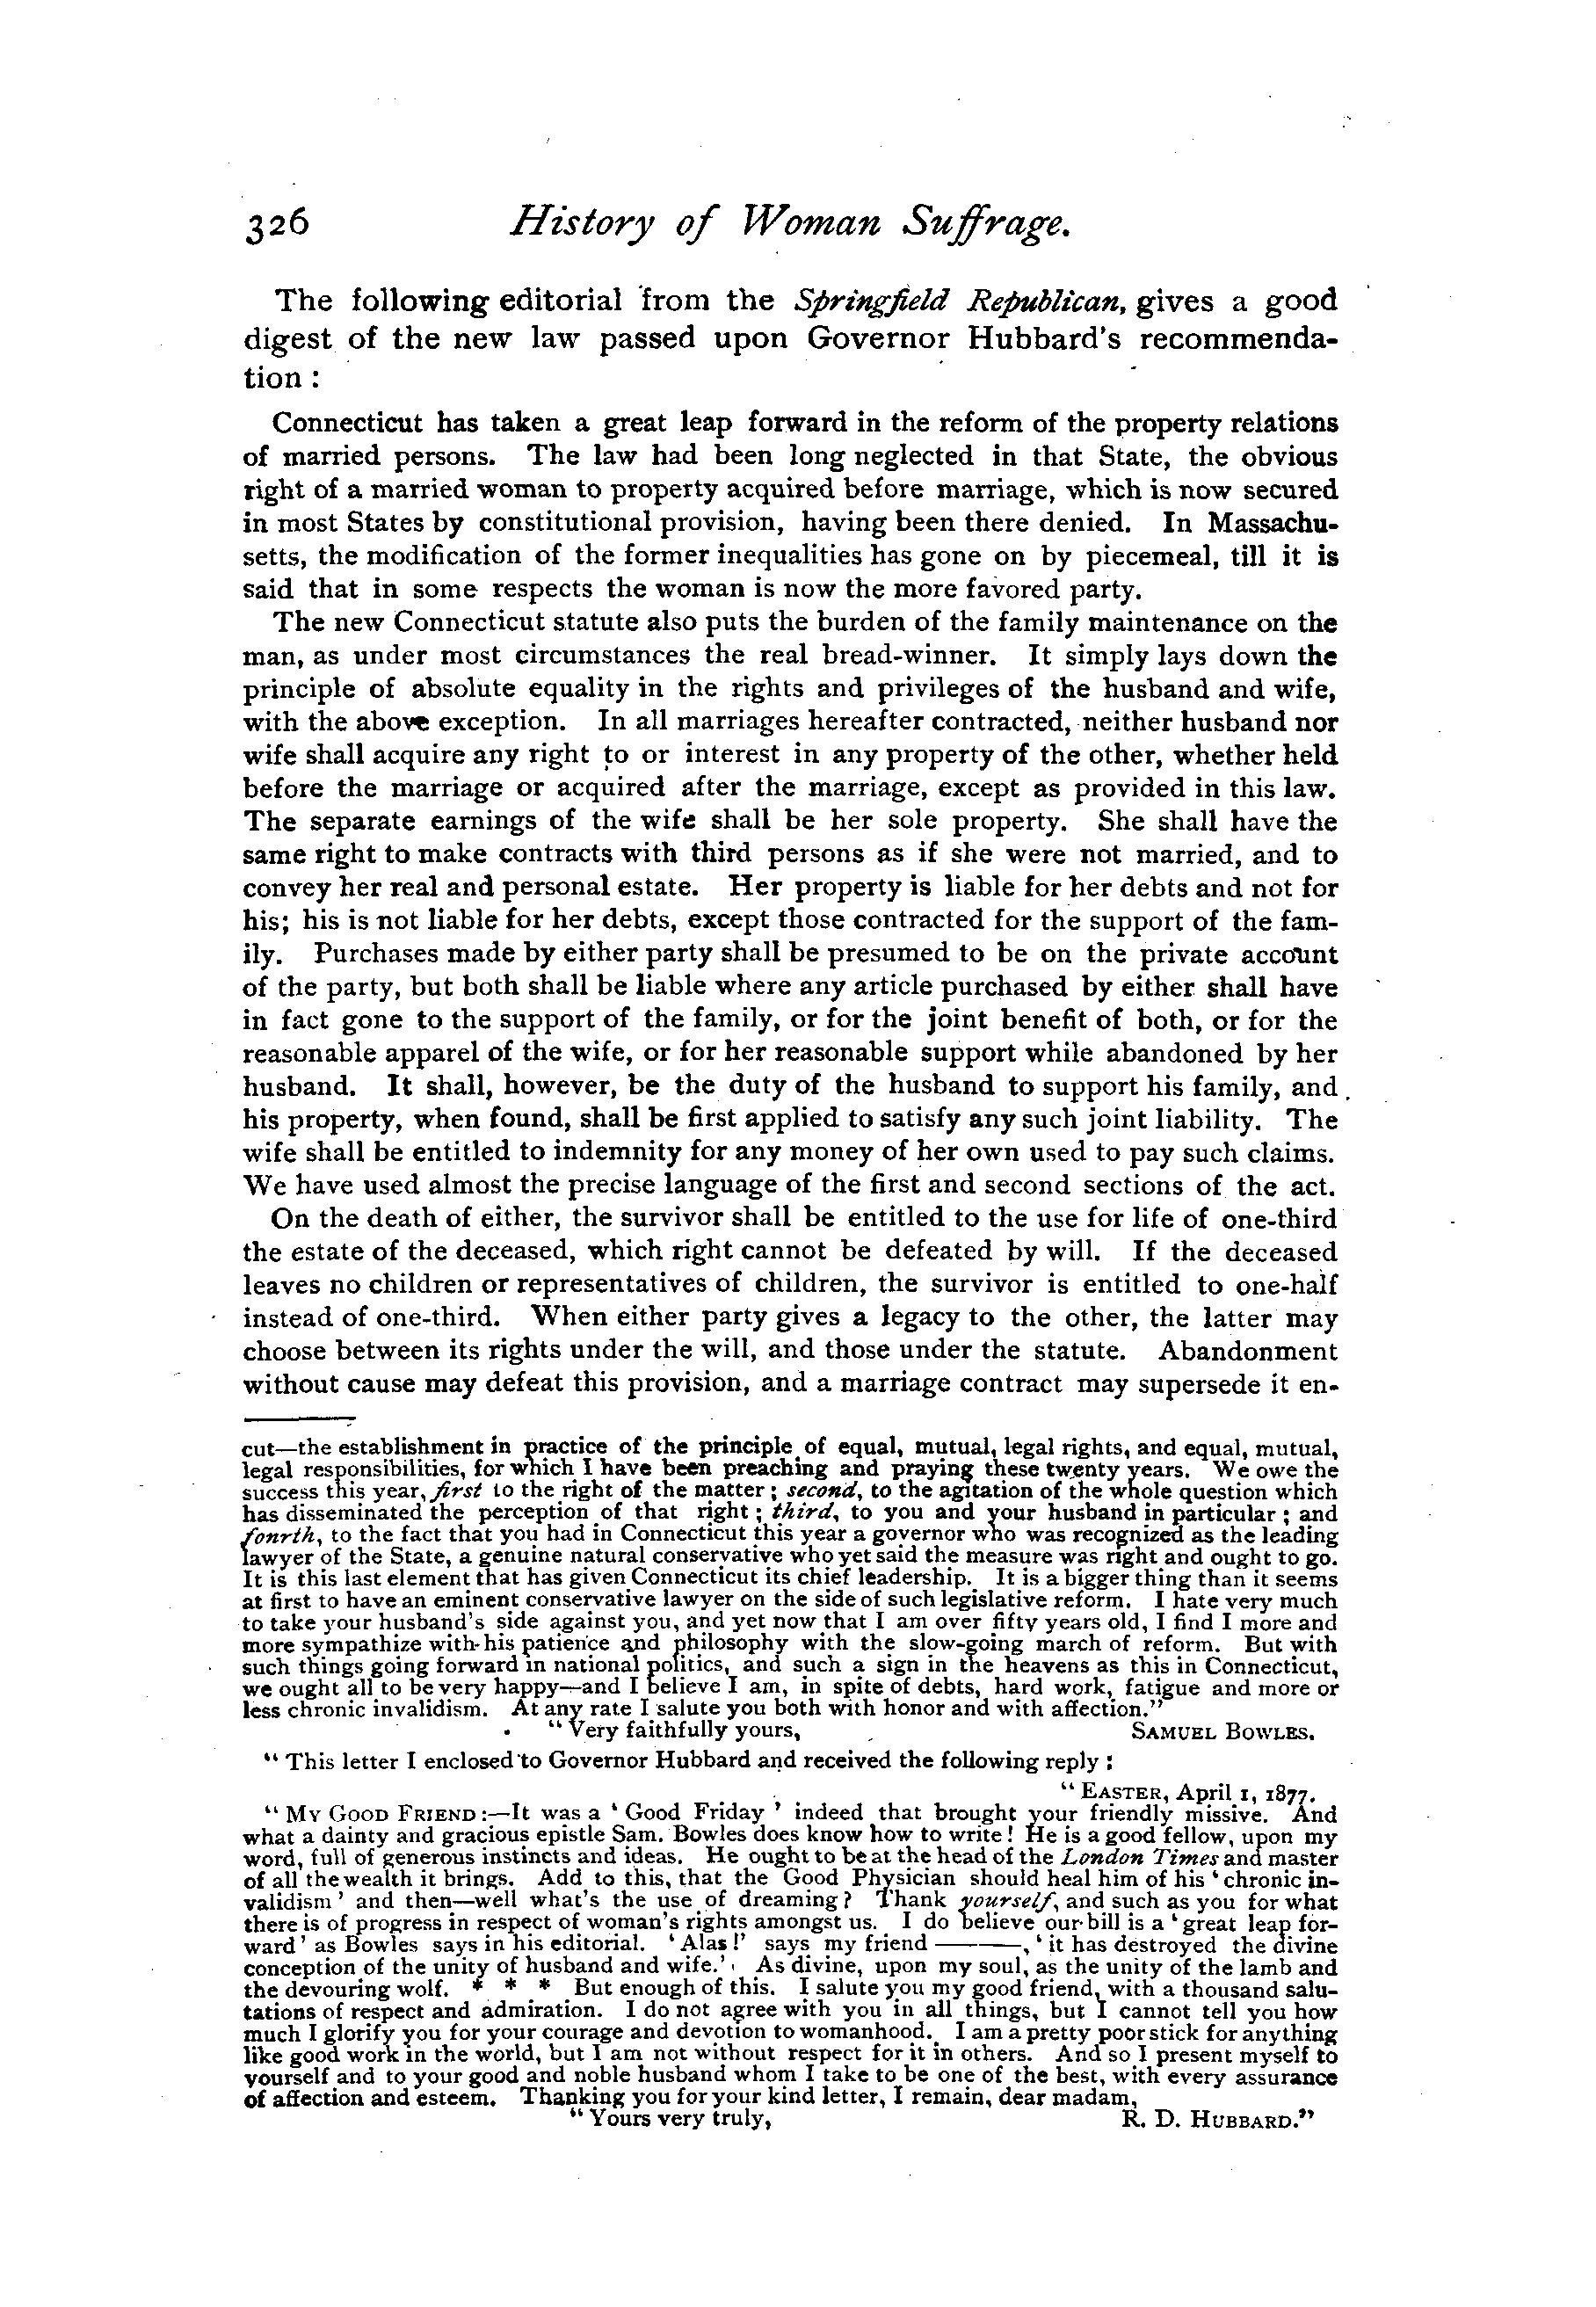 326 History of Woman Suffrage.
The following editorial from the Springfield Republican, gives a good
digest of the new law passed upon Governor Hubbard's recommenda-
tion :
Connecticut has taken a great leap forward in the reform of the property relations
of married persons. The law had been long neglected in that State, the obvious
right of a married woman to property acquired before marriage, which is now secured
in most States by constitutional provision, having been there denied. In Massachu-
setts, the modification of the former inequalities has gone on by piecemeal, till it is
said that in some respects the woman is now the more favored party.
The new Connecticut statute also puts the burden of the family maintenance on the
man, as under most circumstances the real bread-winner. It simply lays down the
principle of absolute equality in the rights and privileges of the husband and wife,
with the above exception. In all marriages hereafter contracted, neither husband nor
wife shall acquire any right to or interest in any property of the other, whether held
before the marriage or acquired after the marriage, except as provided in this law.
The separate earnings of the wife shall be her sole property. She shall have the
same right to make contracts with third persons as if she were not married, and to
convey her real and personal estate. Her property is liable for her debts and not for
his; his is not liable for her debts, except those contracted for the support of the fam-
ily. Purchases made by either party shall be presumed to be on the private account
of the party, but both shall be liable where any article purchased by either shall have
in fact gone to the support of the family, or for the joint benefit of both, or for the
reasonable apparel of the wife, or for her reasonable support while abandoned by her
husband. It shall, however, be the duty of the husband to support his family, and
his property, when found, shall be first applied to satisfy any such joint liability. The
wife shall be entitled to indemnity for any money of her own used to pay such claims.
We have used almost the precise language of the first and second sections of the act.
On the death of either, the survivor shall be entitled to the use for life of one-third
the estate of the deceased, which right cannot be defeated by will. If the deceased
leaves no children or representatives of children, the survivor is entitled to one-half
instead of one-third. When either party gives a legacy to the other, the latter may
choose between its rights under the will, and those under the statute. Abandonment
without cause may defeat this provision, and a marriage contract may supersede it en-
cut—the establishment in practice of the principle of equal, mutual, legal rights, and equal, mutual,
legal responsibilities, for which I have been preaching and praying these twenty years. We owe the
success this year, first to the right of the matter ; second, to the agitation of the whole question which
has disseminated the perception of that right ; third, to you and your husband in particular ; and
fonrth, to the fact that you had in Connecticut this year a governor who was recognized as the leading
lawyer of the State, a genuine natural conservative who yet said the measure was right and ought to go.
It is this last element that has given Connecticut its chief leadership. It is a bigger thing than it seems
at first to have an eminent conservative lawyer on the side of such legislative reform. I hate very much
to take your husband's side against you, and yet now that I am over fifty years old, I find I more and
more sympathize with his patience and philosophy with the slow-going march of reform. But with
such things going forward in national politics, and such a sign in the heavens as this in Connecticut,
we ought all to be very happy—and I believe I am, in spite of debts, hard work, fatigue and more or
less chronic invalidism. At any rate I salute you both with honor and with affection."
" Very faithfully yours, SAMUEL BOWLES.
" This letter I enclosed to Governor Hubbard and received the following reply :
" EASTER, April 1, 1877.
" MY GOOD FRIEND :—It was a ' Good Friday ' indeed that brought your friendly missive. And
what a dainty and gracious epistle Sam. Bowles does know how to write ! He is a good fellow, upon my
word, full of generous instincts and ideas. He ought to be at the head of the London Times and master
of all the wealth it brings. Add to this, that the Good Physician should heal him of his ' chronic in-
validism ' and then—well what's the use of dreaming ? Thank yourself, and such as you for what
there is of progress in respect of woman's rights amongst us. I do believe our bill is a ' great leap for-
ward ' as Bowles says in his editorial. ' Alas !' says my friend ———, ' it has destroyed the divine
conception of the unity of husband and wife.' As divine, upon my soul, as the unity of the lamb and
the devouring wolf. * * * But enough of this. I salute you my good friend, with a thousand salu-
tations of respect and admiration. I do not agree with you in all things, but I cannot tell you how
much I glorify you for your courage and devotion to womanhood. I am a pretty poor stick for anything
like good work in the world, but I am not without respect for it in others. And so I present myself to
yourself and to your good and noble husband whom I take to be one of the best, with every assurance
of affection and esteem. Thanking you for your kind letter, I remain, dear madam,
" Yours very truly, R. D. HUBBARD."